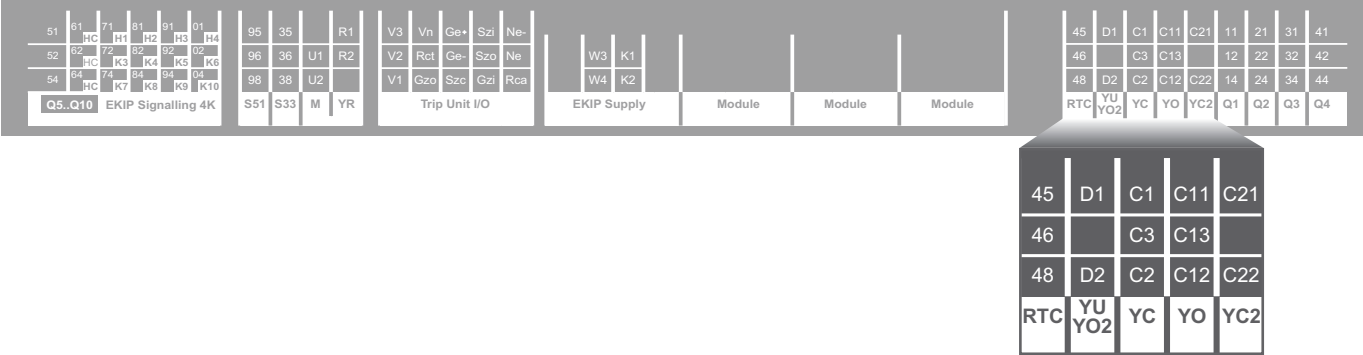 51 61 HC 71 H1 81 H2 91 H3 01 H4 95 35 R1 V3 Vn Ge+ Szi Ne- 45 D1 C1 C11 C21 11 21 31 41
52 62 HC 72 K3 82 K4 92 K5 02 K6 96 36 U1 R2 V2 Rct Ge- Szo Ne W3 K1 46 C3 C13 12 22 32 42
54 64 HC 74 K7 84 K8 94 K9 04 K10 98 38 U2 V1 Gzo Szc Gzi Rca W4 K2 48 D2 C2 C12 C22 14 24 34 44
Q5..Q10 EKIP Signalling 4K S51 S33 M YR Trip Unit I/O EKIP Supply Module Module Module RTC YU YO2 YC YO YC2 Q1 Q2 Q3 Q4
45 D1 C1 C11 C21
46 C3 C13
48 D2 C2 C12 C22
RTC YU YO2 YC YO YC2